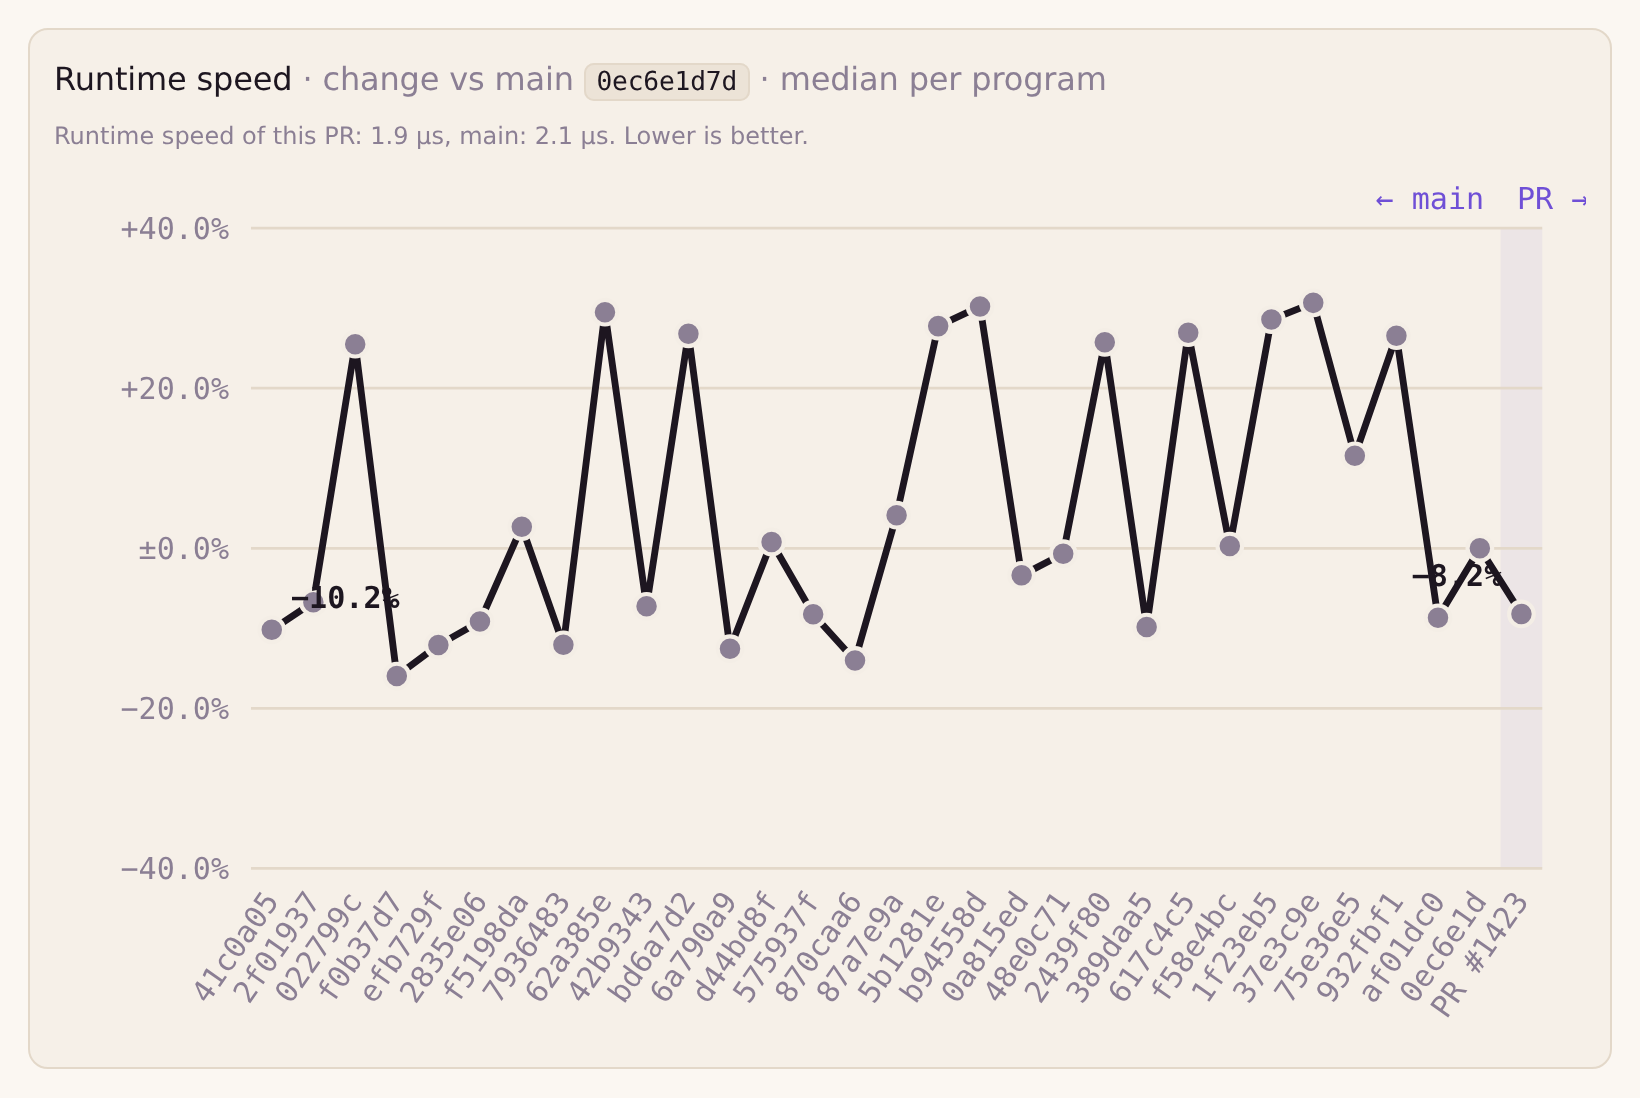 Runtime speed · change vs main 0ec6e1d7d · median per program
Runtime speed of this PR: 1.9 µs, main: 2.1 µs. Lower is better.
← main PR →
+40.0%
+20.0%
±0.0%
−20.0%
−40.0%
−10.2%
−8.2%
41c0a05
2f01937
022799c
f0b37d7
efb729f
2835e06
f5198da
7936483
62a385e
42b9343
bd6a7d2
6a790a9
d44bd8f
575937f
870caa6
87a7e9a
5b1281e
b94558d
0a815ed
48e0c71
2439f80
389daa5
617c4c5
f58e4bc
1f23eb5
37e3c9e
75e36e5
932fbf1
af01dc0
0ec6e1d
PR #1423